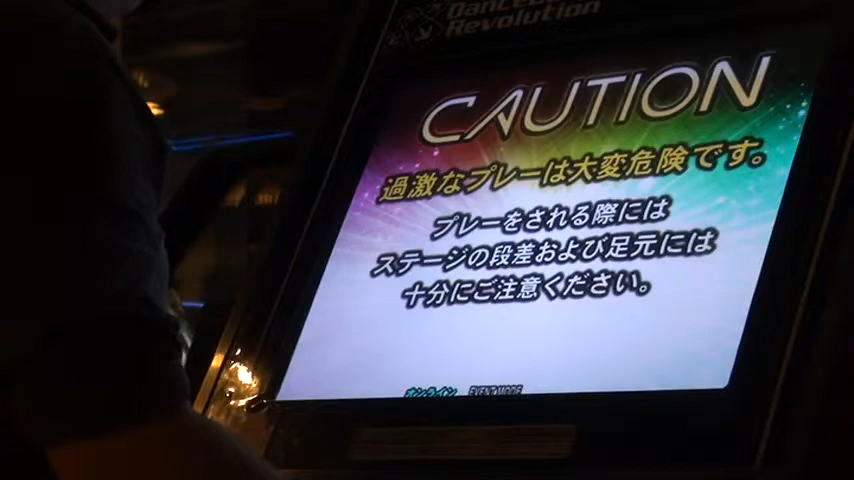 Dance
Revolution
CAUTION
過激なプレーは大変危険です。
プレーをされる際には
ステージの段差および足元には
十分にご注意ください。
オンライン EVENT MODE